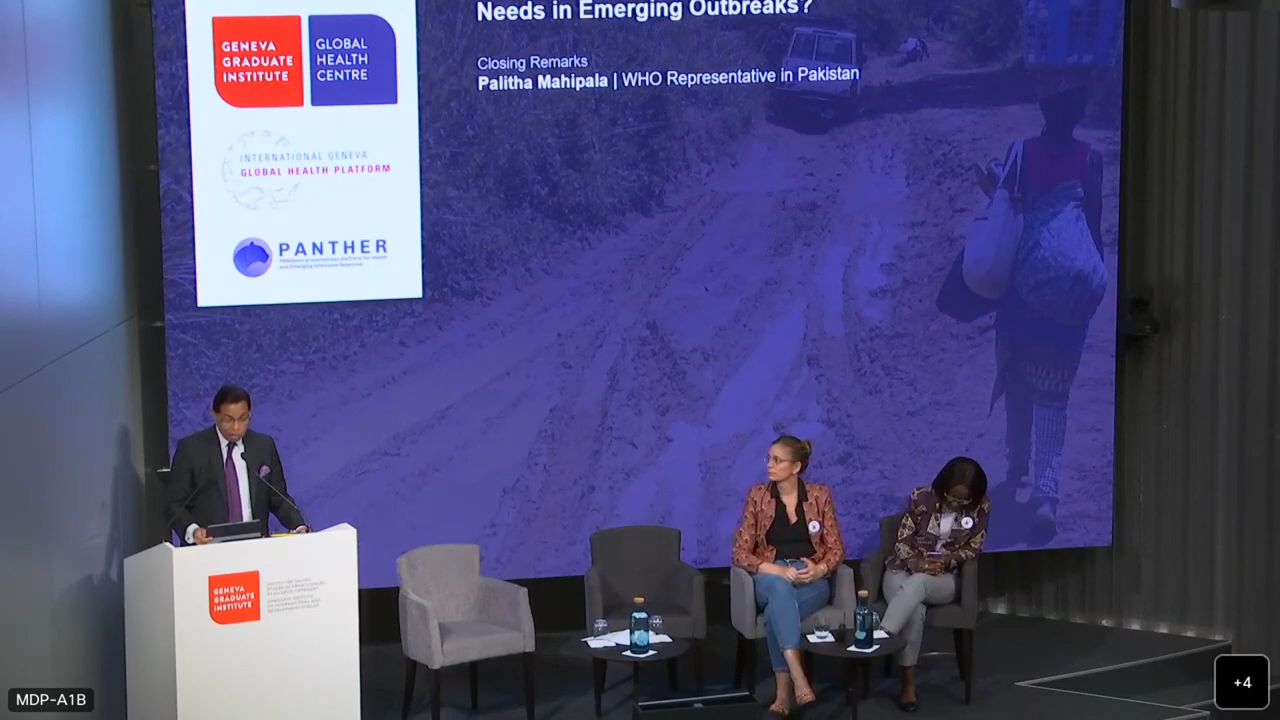 Needs in Emerging Outbreaks?
Closing Remarks
Palitha Mahipala | WHO Representative in Pakistan
GENEVA
GRADUATE
INSTITUTE
GLOBAL
HEALTH
CENTRE
INTERNATIONAL GENEVA
GLOBAL HEALTH PLATFORM
PANTHER
GENEVA
GRADUATE
INSTITUTE
MDP-A1B
+4